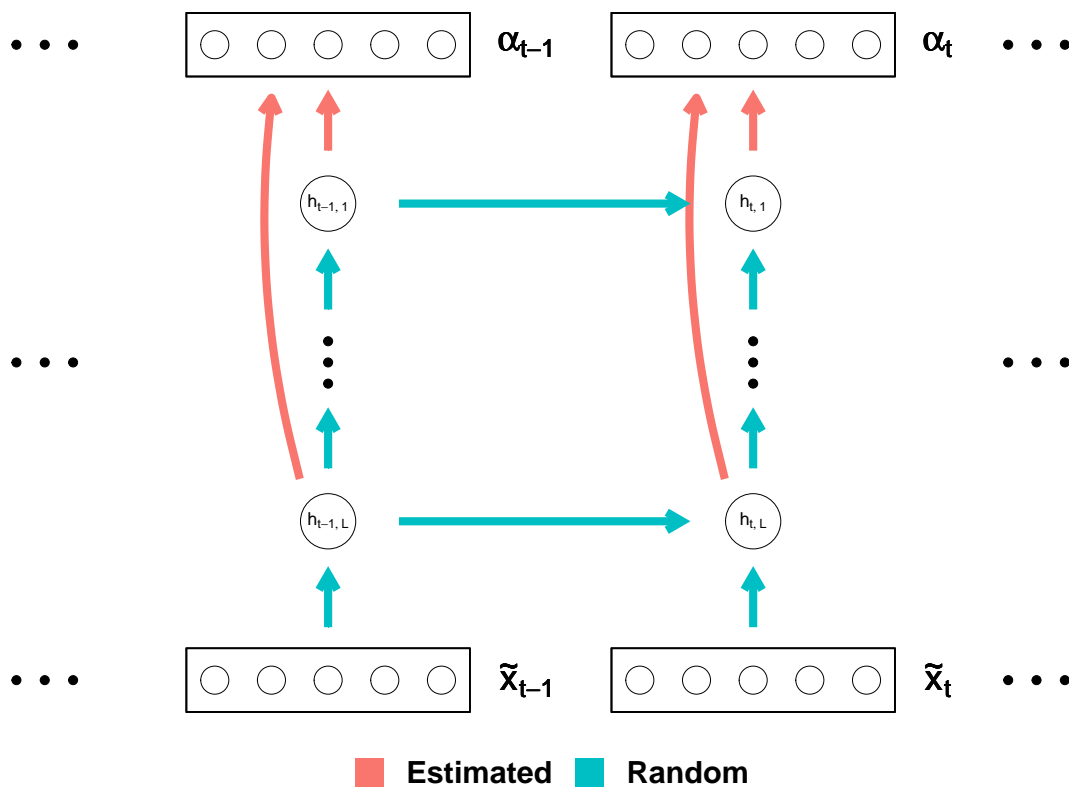 • • • α_{t−1} α_t • • •
h_{t−1, 1} h_{t, 1}
• • • • • •
h_{t−1, L} h_{t, L}
• • • x̃_{t−1} x̃_t • • •
Estimated Random